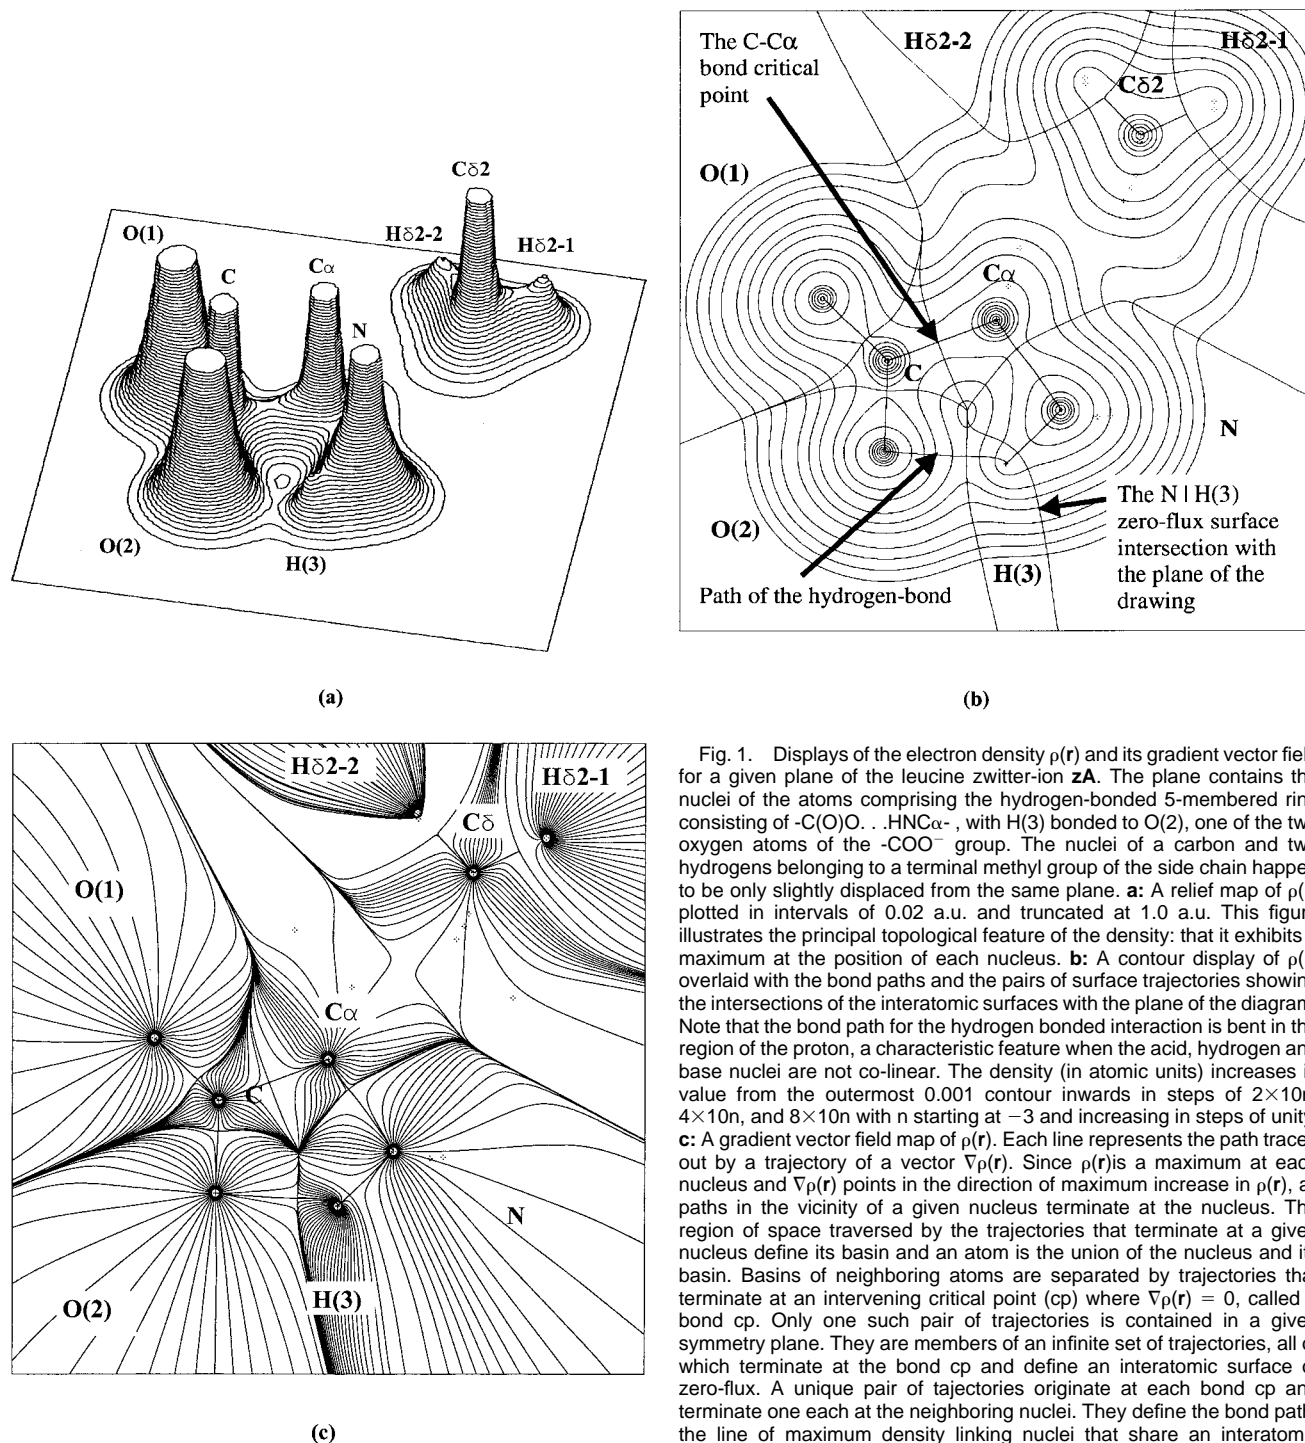 Cδ2
Hδ2-2
Hδ2-1
O(1)
C
Cα
N
O(2)
H(3)
(a)
The C-Cα
bond critical
point
Hδ2-2
Hδ2-1
Cδ2
O(1)
Cα
C
N
O(2)
H(3)
The N | H(3)
zero-flux surface
intersection with
the plane of the
drawing
Path of the hydrogen-bond
(b)
Hδ2-2
Hδ2-1
Cδ
O(1)
Cα
C
N
O(2)
H(3)
(c)
Fig. 1. Displays of the electron density ρ(r) and its gradient vector fiel
for a given plane of the leucine zwitter-ion zA. The plane contains th
nuclei of the atoms comprising the hydrogen-bonded 5-membered rin
consisting of -C(O)O. . .HNCα- , with H(3) bonded to O(2), one of the tw
oxygen atoms of the -COO⁻ group. The nuclei of a carbon and tw
hydrogens belonging to a terminal methyl group of the side chain happe
to be only slightly displaced from the same plane. a: A relief map of ρ(
plotted in intervals of 0.02 a.u. and truncated at 1.0 a.u. This figur
illustrates the principal topological feature of the density: that it exhibits
maximum at the position of each nucleus. b: A contour display of ρ(
overlaid with the bond paths and the pairs of surface trajectories showin
the intersections of the interatomic surfaces with the plane of the diagram
Note that the bond path for the hydrogen bonded interaction is bent in th
region of the proton, a characteristic feature when the acid, hydrogen an
base nuclei are not co-linear. The density (in atomic units) increases i
value from the outermost 0.001 contour inwards in steps of 2×10n
4×10n, and 8×10n with n starting at −3 and increasing in steps of unity
c: A gradient vector field map of ρ(r). Each line represents the path trace
out by a trajectory of a vector ∇ρ(r). Since ρ(r)is a maximum at eac
nucleus and ∇ρ(r) points in the direction of maximum increase in ρ(r), a
paths in the vicinity of a given nucleus terminate at the nucleus. Th
region of space traversed by the trajectories that terminate at a give
nucleus define its basin and an atom is the union of the nucleus and it
basin. Basins of neighboring atoms are separated by trajectories tha
terminate at an intervening critical point (cp) where ∇ρ(r) = 0, called
bond cp. Only one such pair of trajectories is contained in a give
symmetry plane. They are members of an infinite set of trajectories, all o
which terminate at the bond cp and define an interatomic surface o
zero-flux. A unique pair of tajectories originate at each bond cp an
terminate one each at the neighboring nuclei. They define the bond path
the line of maximum density linking nuclei that share an interatom